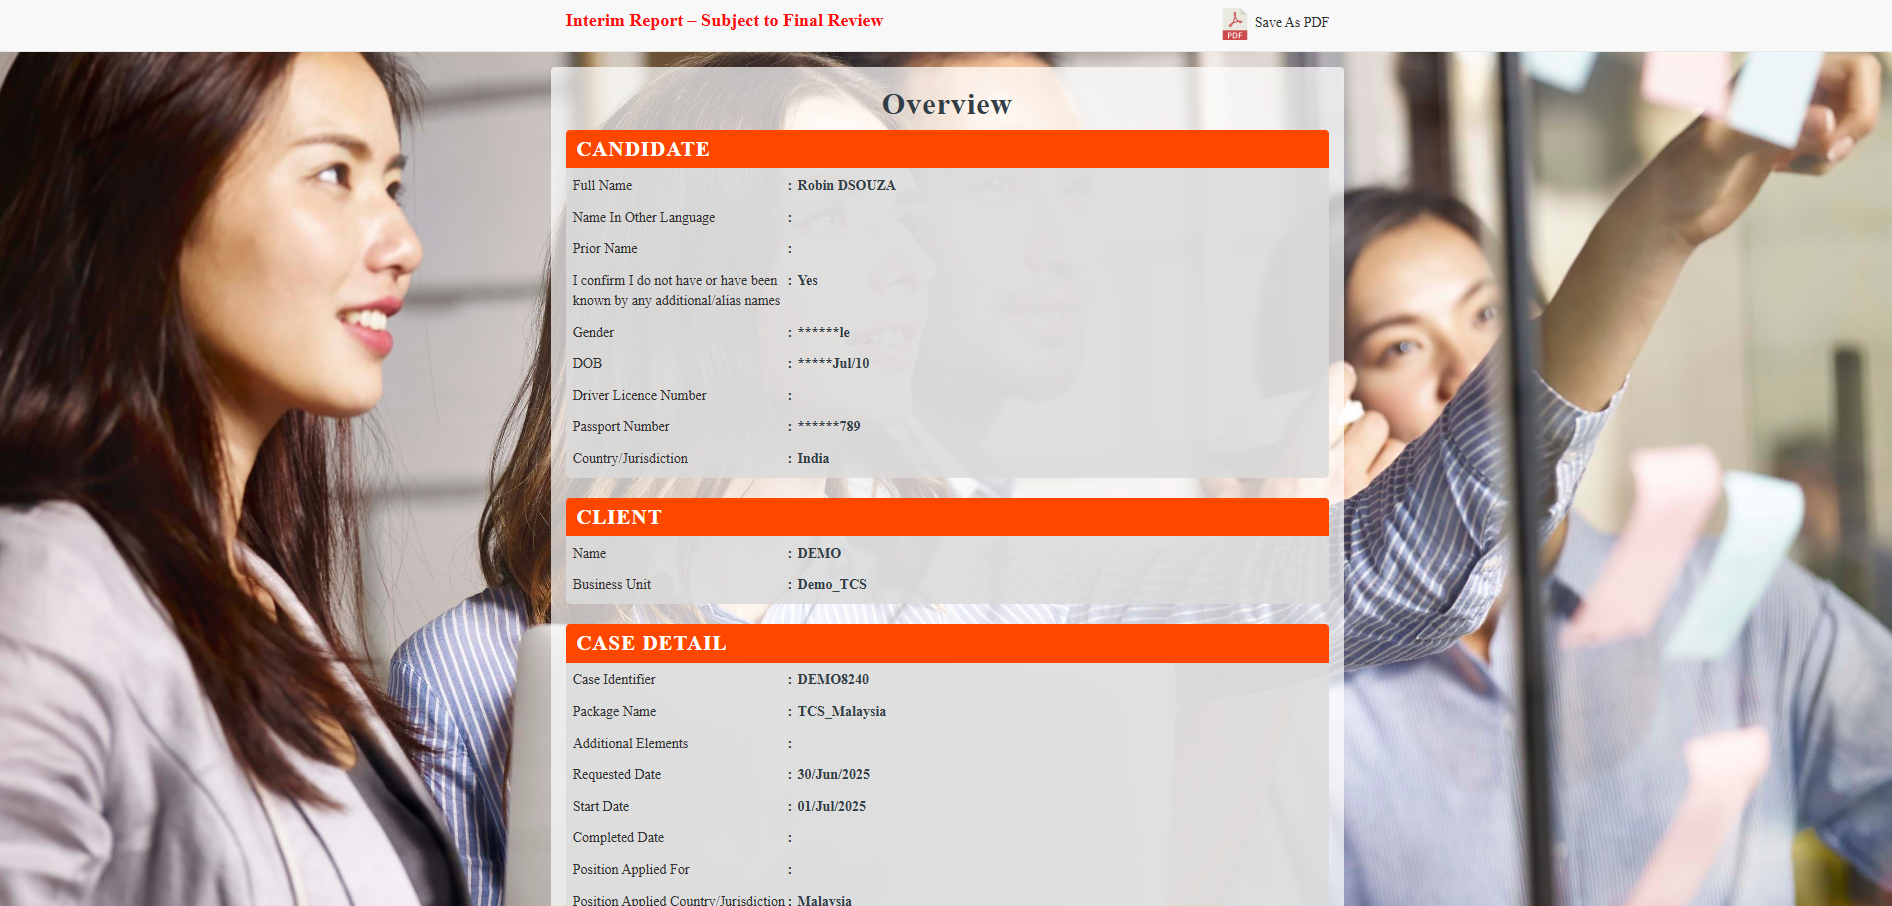 Interim Report – Subject to Final Review
PDF
Save As PDF
Overview
CANDIDATE
Full Name : Robin DSOUZA
Name In Other Language :
Prior Name :
I confirm I do not have or have been : Yes
known by any additional/alias names
Gender : ******le
DOB : *****Jul/10
Driver Licence Number :
Passport Number : ******789
Country/Jurisdiction : India
CLIENT
Name : DEMO
Business Unit : Demo_TCS
CASE DETAIL
Case Identifier : DEMO8240
Package Name : TCS_Malaysia
Additional Elements :
Requested Date : 30/Jun/2025
Start Date : 01/Jul/2025
Completed Date :
Position Applied For :
Position Applied Country/Jurisdiction : Malaysia